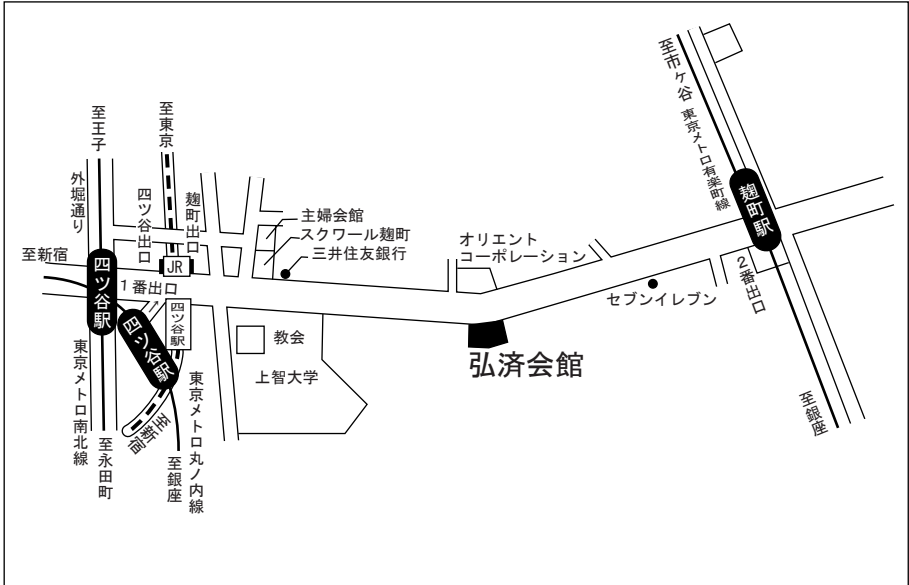 至市ヶ谷
東京メトロ有楽町線
麹町駅
2番出口
至銀座
至王子
外堀通り
至東京
四ツ谷出口
麹町出口
至新宿
四ツ谷駅
JR
1番出口
四ツ谷駅
四ツ谷駅
東京メトロ南北線
至永田町
至新宿
至銀座
東京メトロ丸ノ内線
主婦会館
スクワール麹町
三井住友銀行
教会
上智大学
オリエント
コーポレーション
セブンイレブン
弘済会館